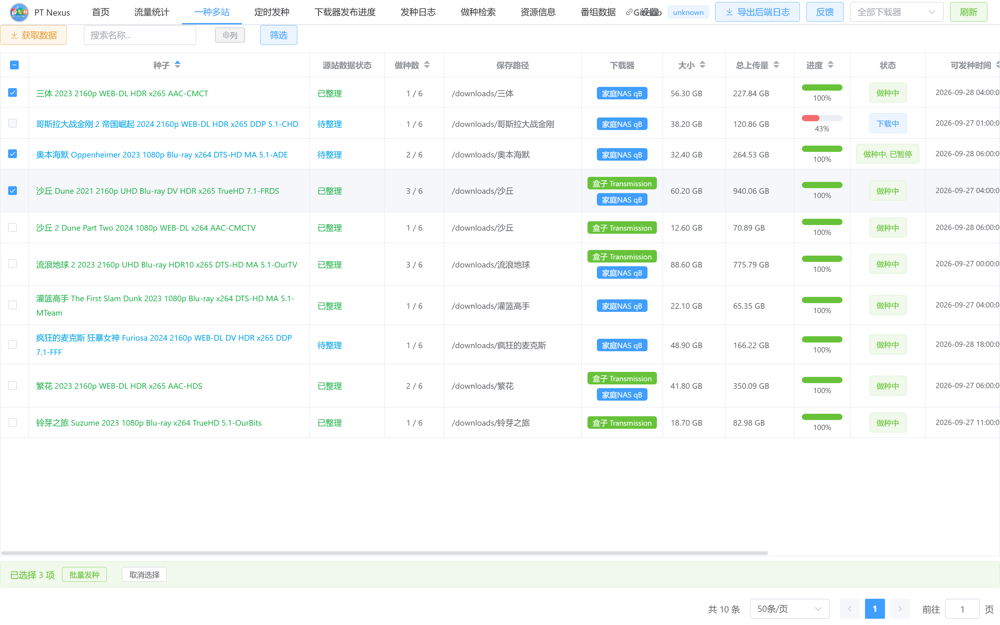 PT Nexus 首页 流量统计 一种多站 定时发种 下载器发布进度 发种日志 做种检索 资源信息 番组数据 设置 GitHub unknown 导出后端日志 反馈 全部下载器 刷新
获取数据 搜索名称... 列 筛选
种子 源站数据状态 做种数 保存路径 下载器 大小 总上传量 进度 状态 可发种时间
三体 2023 2160p WEB-DL HDR x265 AAC-CMCT 已整理 1 / 6 /downloads/三体 家庭NAS qB 56.30 GB 227.84 GB 100% 做种中 2026-09-28 04:00:0
哥斯拉大战金刚 2 帝国崛起 2024 2160p WEB-DL HDR x265 DDP 5.1-CHD 待整理 1 / 6 /downloads/哥斯拉大战金刚 家庭NAS qB 38.20 GB 120.86 GB 43% 下载中 2026-09-27 01:00:0
奥本海默 Oppenheimer 2023 1080p Blu-ray x264 DTS-HD MA 5.1-ADE 待整理 2 / 6 /downloads/奥本海默 家庭NAS qB 32.40 GB 264.53 GB 100% 做种中, 已暂停 2026-09-28 06:00:0
沙丘 Dune 2021 2160p UHD Blu-ray DV HDR x265 TrueHD 7.1-FRDS 已整理 3 / 6 /downloads/沙丘 盒子 Transmission 家庭NAS qB 60.20 GB 940.06 GB 100% 做种中 2026-09-27 04:00:0
沙丘 2 Dune Part Two 2024 1080p WEB-DL x264 AAC-CMCTV 已整理 1 / 6 /downloads/沙丘 盒子 Transmission 12.60 GB 70.89 GB 100% 做种中 2026-09-28 06:00:0
流浪地球 2 2023 2160p UHD Blu-ray HDR10 x265 DTS-HD MA 5.1-OurTV 已整理 3 / 6 /downloads/流浪地球 盒子 Transmission 家庭NAS qB 88.60 GB 775.79 GB 100% 做种中 2026-09-27 00:00:0
灌篮高手 The First Slam Dunk 2023 1080p Blu-ray x264 DTS-HD MA 5.1-
MTeam 已整理 1 / 6 /downloads/灌篮高手 家庭NAS qB 22.10 GB 65.35 GB 100% 做种中 2026-09-27 04:00:0
疯狂的麦克斯 狂暴女神 Furiosa 2024 2160p WEB-DL DV HDR x265 DDP
7.1-FFF 待整理 1 / 6 /downloads/疯狂的麦克斯 家庭NAS qB 48.90 GB 166.22 GB 100% 做种中 2026-09-28 18:00:0
繁花 2023 2160p WEB-DL HDR x265 AAC-HDS 已整理 2 / 6 /downloads/繁花 盒子 Transmission 家庭NAS qB 41.80 GB 350.09 GB 100% 做种中 2026-09-27 06:00:0
铃芽之旅 Suzume 2023 1080p Blu-ray x264 TrueHD 5.1-OurBits 已整理 1 / 6 /downloads/铃芽之旅 盒子 Transmission 18.70 GB 82.98 GB 100% 做种中 2026-09-27 11:00:0
已选择 3 项 批量发种 取消选择
共 10 条 50条/页 1 前往 1 页